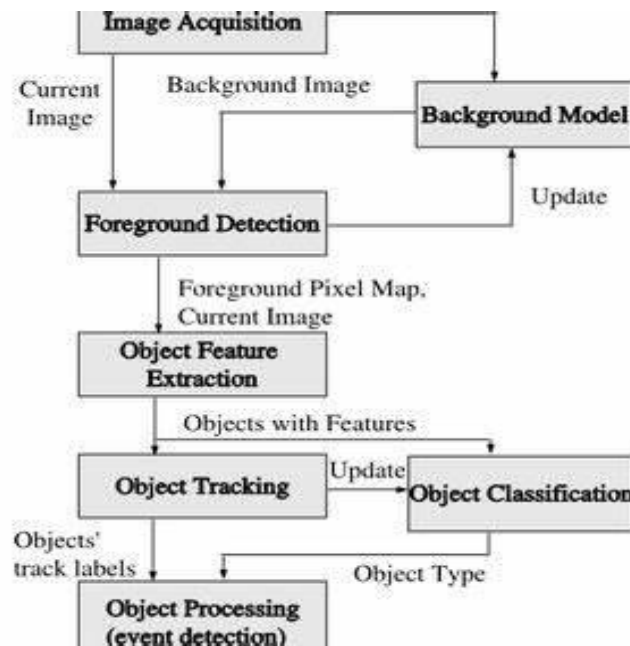 Image Acquisition
Current
Image
Background Image
Background Model
Foreground Detection
Update
Foreground Pixel Map,
Current Image
Object Feature
Extraction
Objects with Features
Object Tracking
Update
Object Classification
Objects'
track labels
Object Type
Object Processing
(event detection)